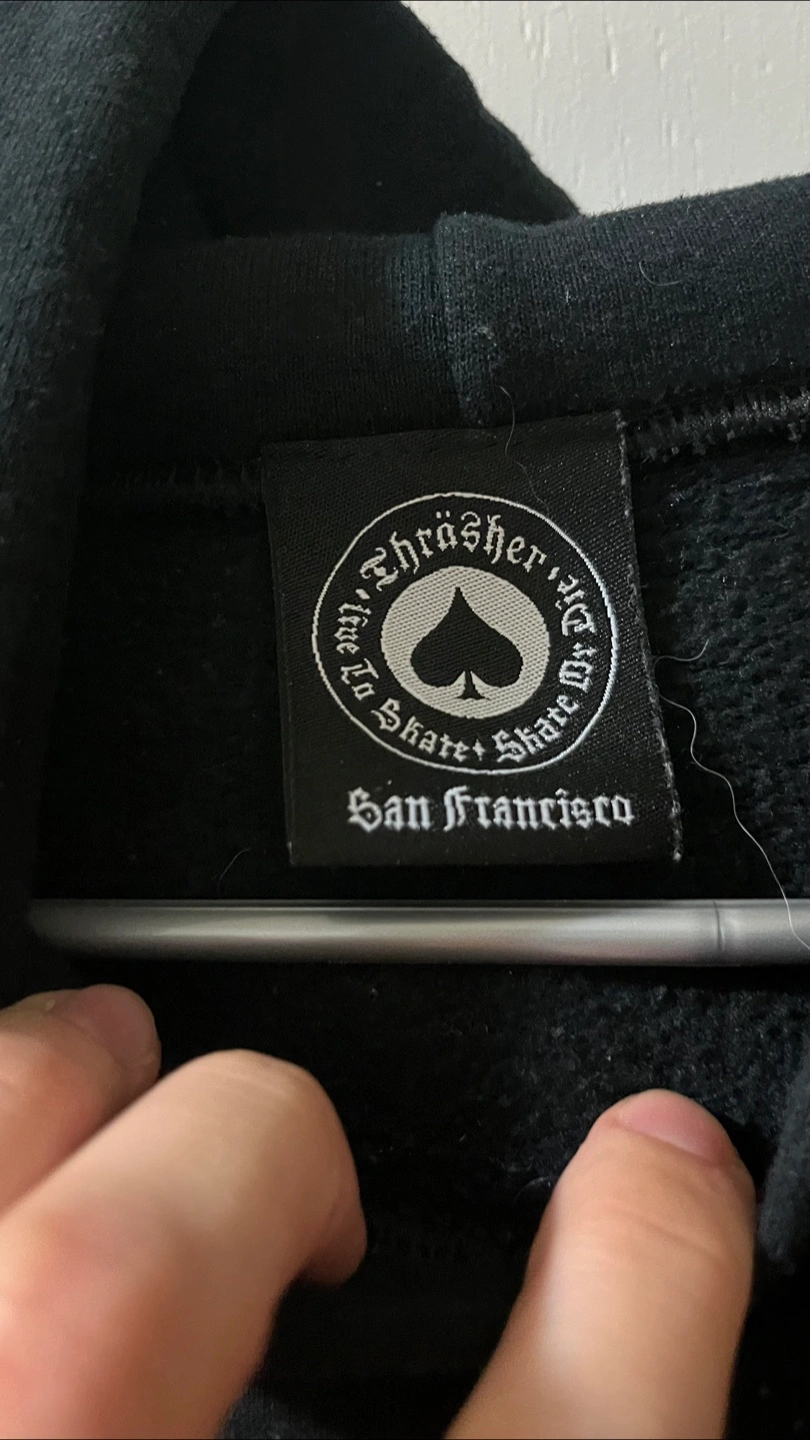 Thräsher
Live To Skate
Skate Or Die
San Francisco